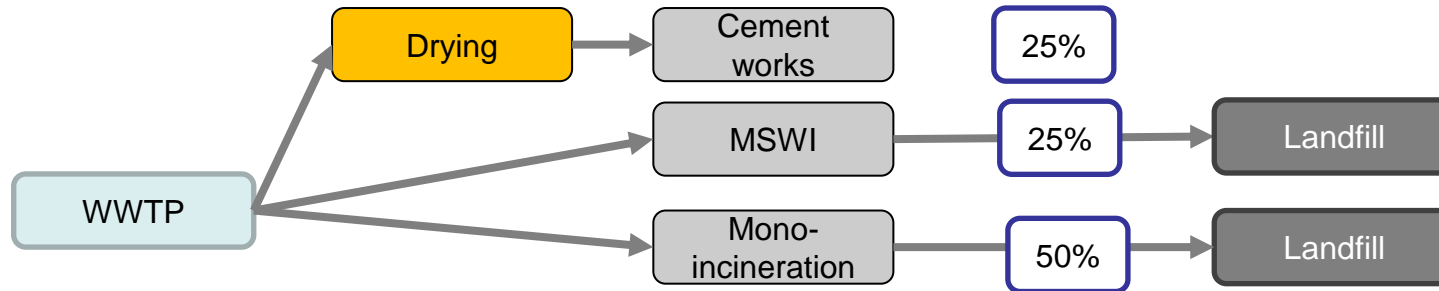 Drying
Cement
works
25%
MSWI
25%
Landfill
WWTP
Mono-
incineration
50%
Landfill